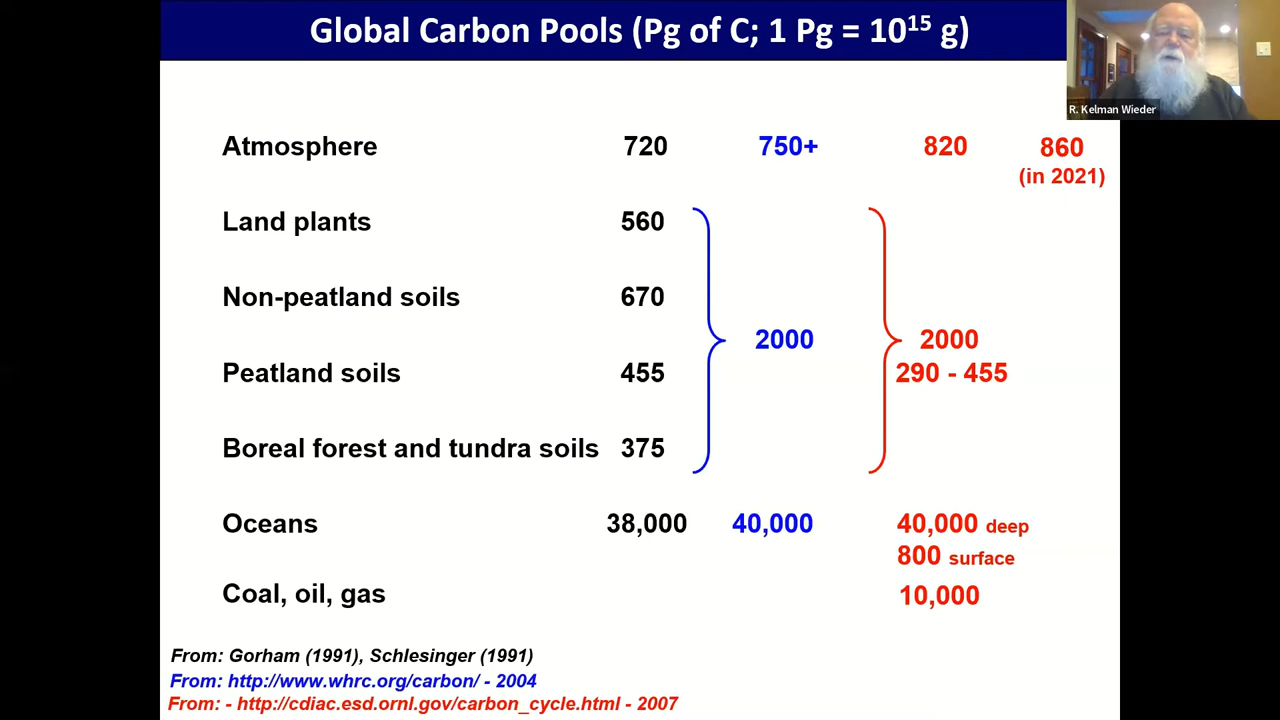 Global Carbon Pools (Pg of C; 1 Pg = 10¹⁵ g)
R. Kelman Wieder
Atmosphere 720 750+ 820 860
(in 2021)
Land plants 560
Non-peatland soils 670
2000 2000
Peatland soils 455 290 - 455
Boreal forest and tundra soils 375
Oceans 38,000 40,000 40,000 deep
800 surface
Coal, oil, gas 10,000
From: Gorham (1991), Schlesinger (1991)
From: http://www.whrc.org/carbon/ - 2004
From: - http://cdiac.esd.ornl.gov/carbon_cycle.html - 2007